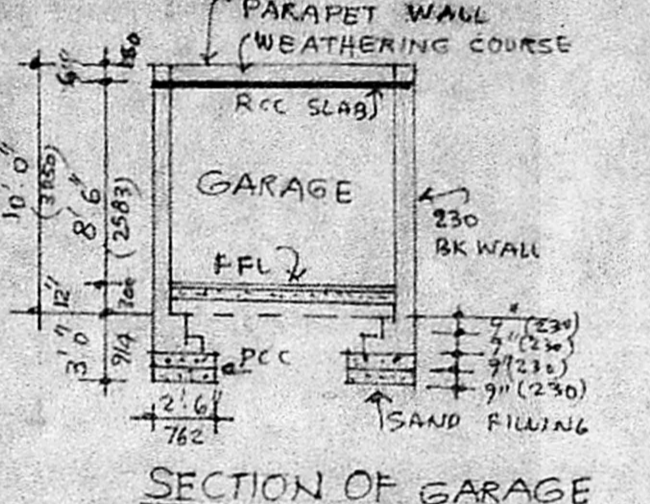 PARAPET WALL
WEATHERING COURSE
6"
150
RCC SLAB
10'.0"
(3050)
8' 6"
(2583)
GARAGE
230
BK WALL
FFL
12"
3' 0"
914
PCC
9" (230)
9" (230)
9" (230)
9" (230)
2' 6"
762
SAND FILLING
SECTION OF GARAGE